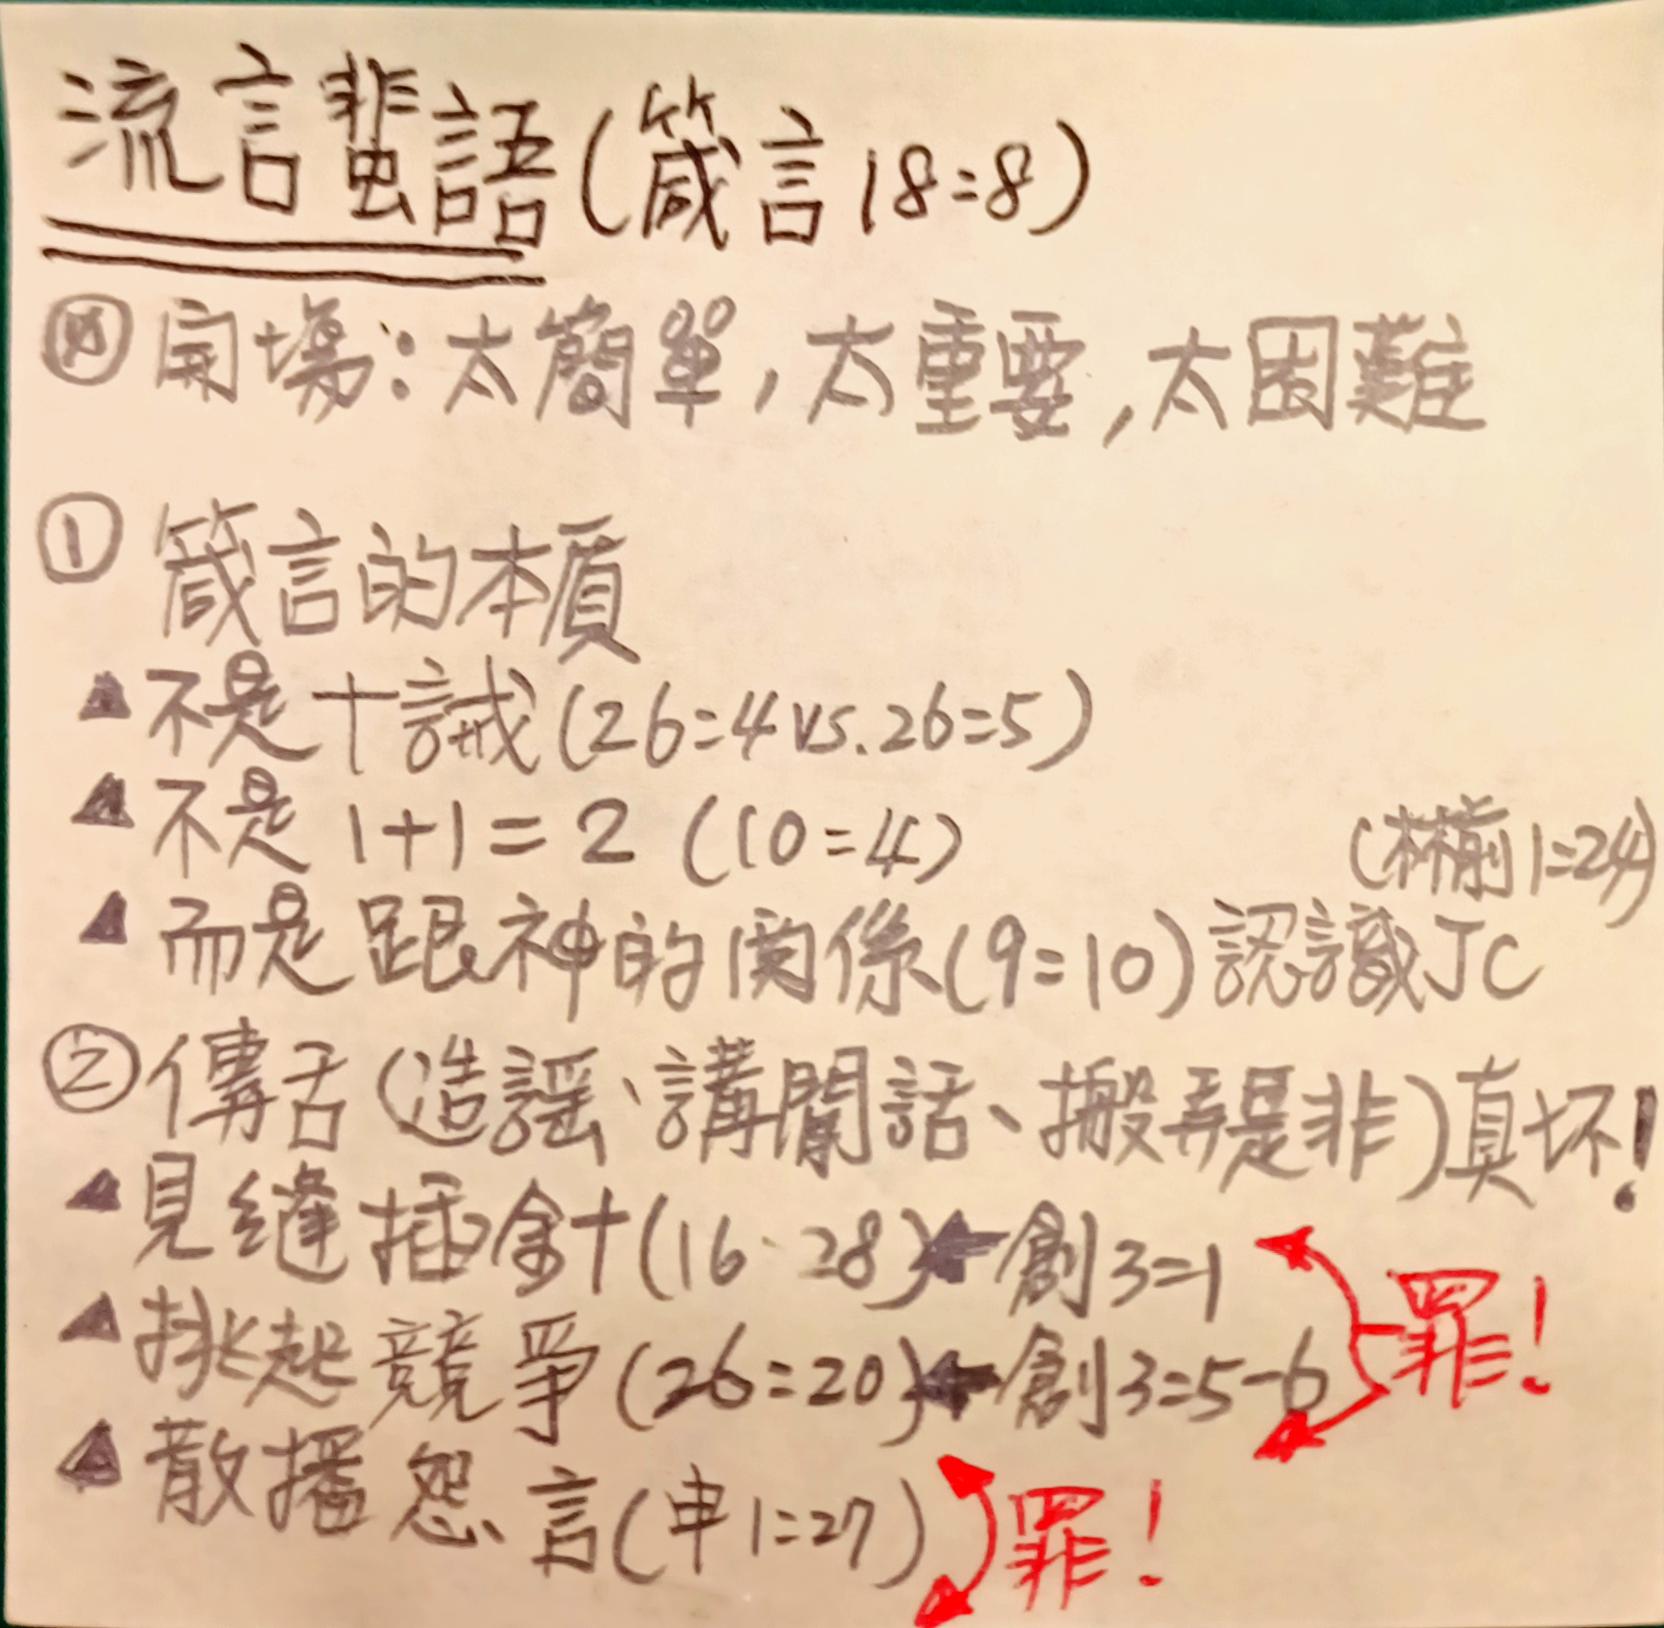 流言蜚語(箴言18:8)
開場:太簡單,太重要,太困難
① 箴言的本質
▲不是十誡(26:4 vs. 26:5)
▲不是 1+1=2 (10:4)
(林前1:24)
▲而是跟神的関係(9:10)認識JC
②傳舌(造謠、講閒話、搬弄是非)真坏!
▲見縫插針(16:28)←創3:1
▲挑起競爭(26:20)←創3:5-6
罪!
▲散播怨言(申1:27)
罪!